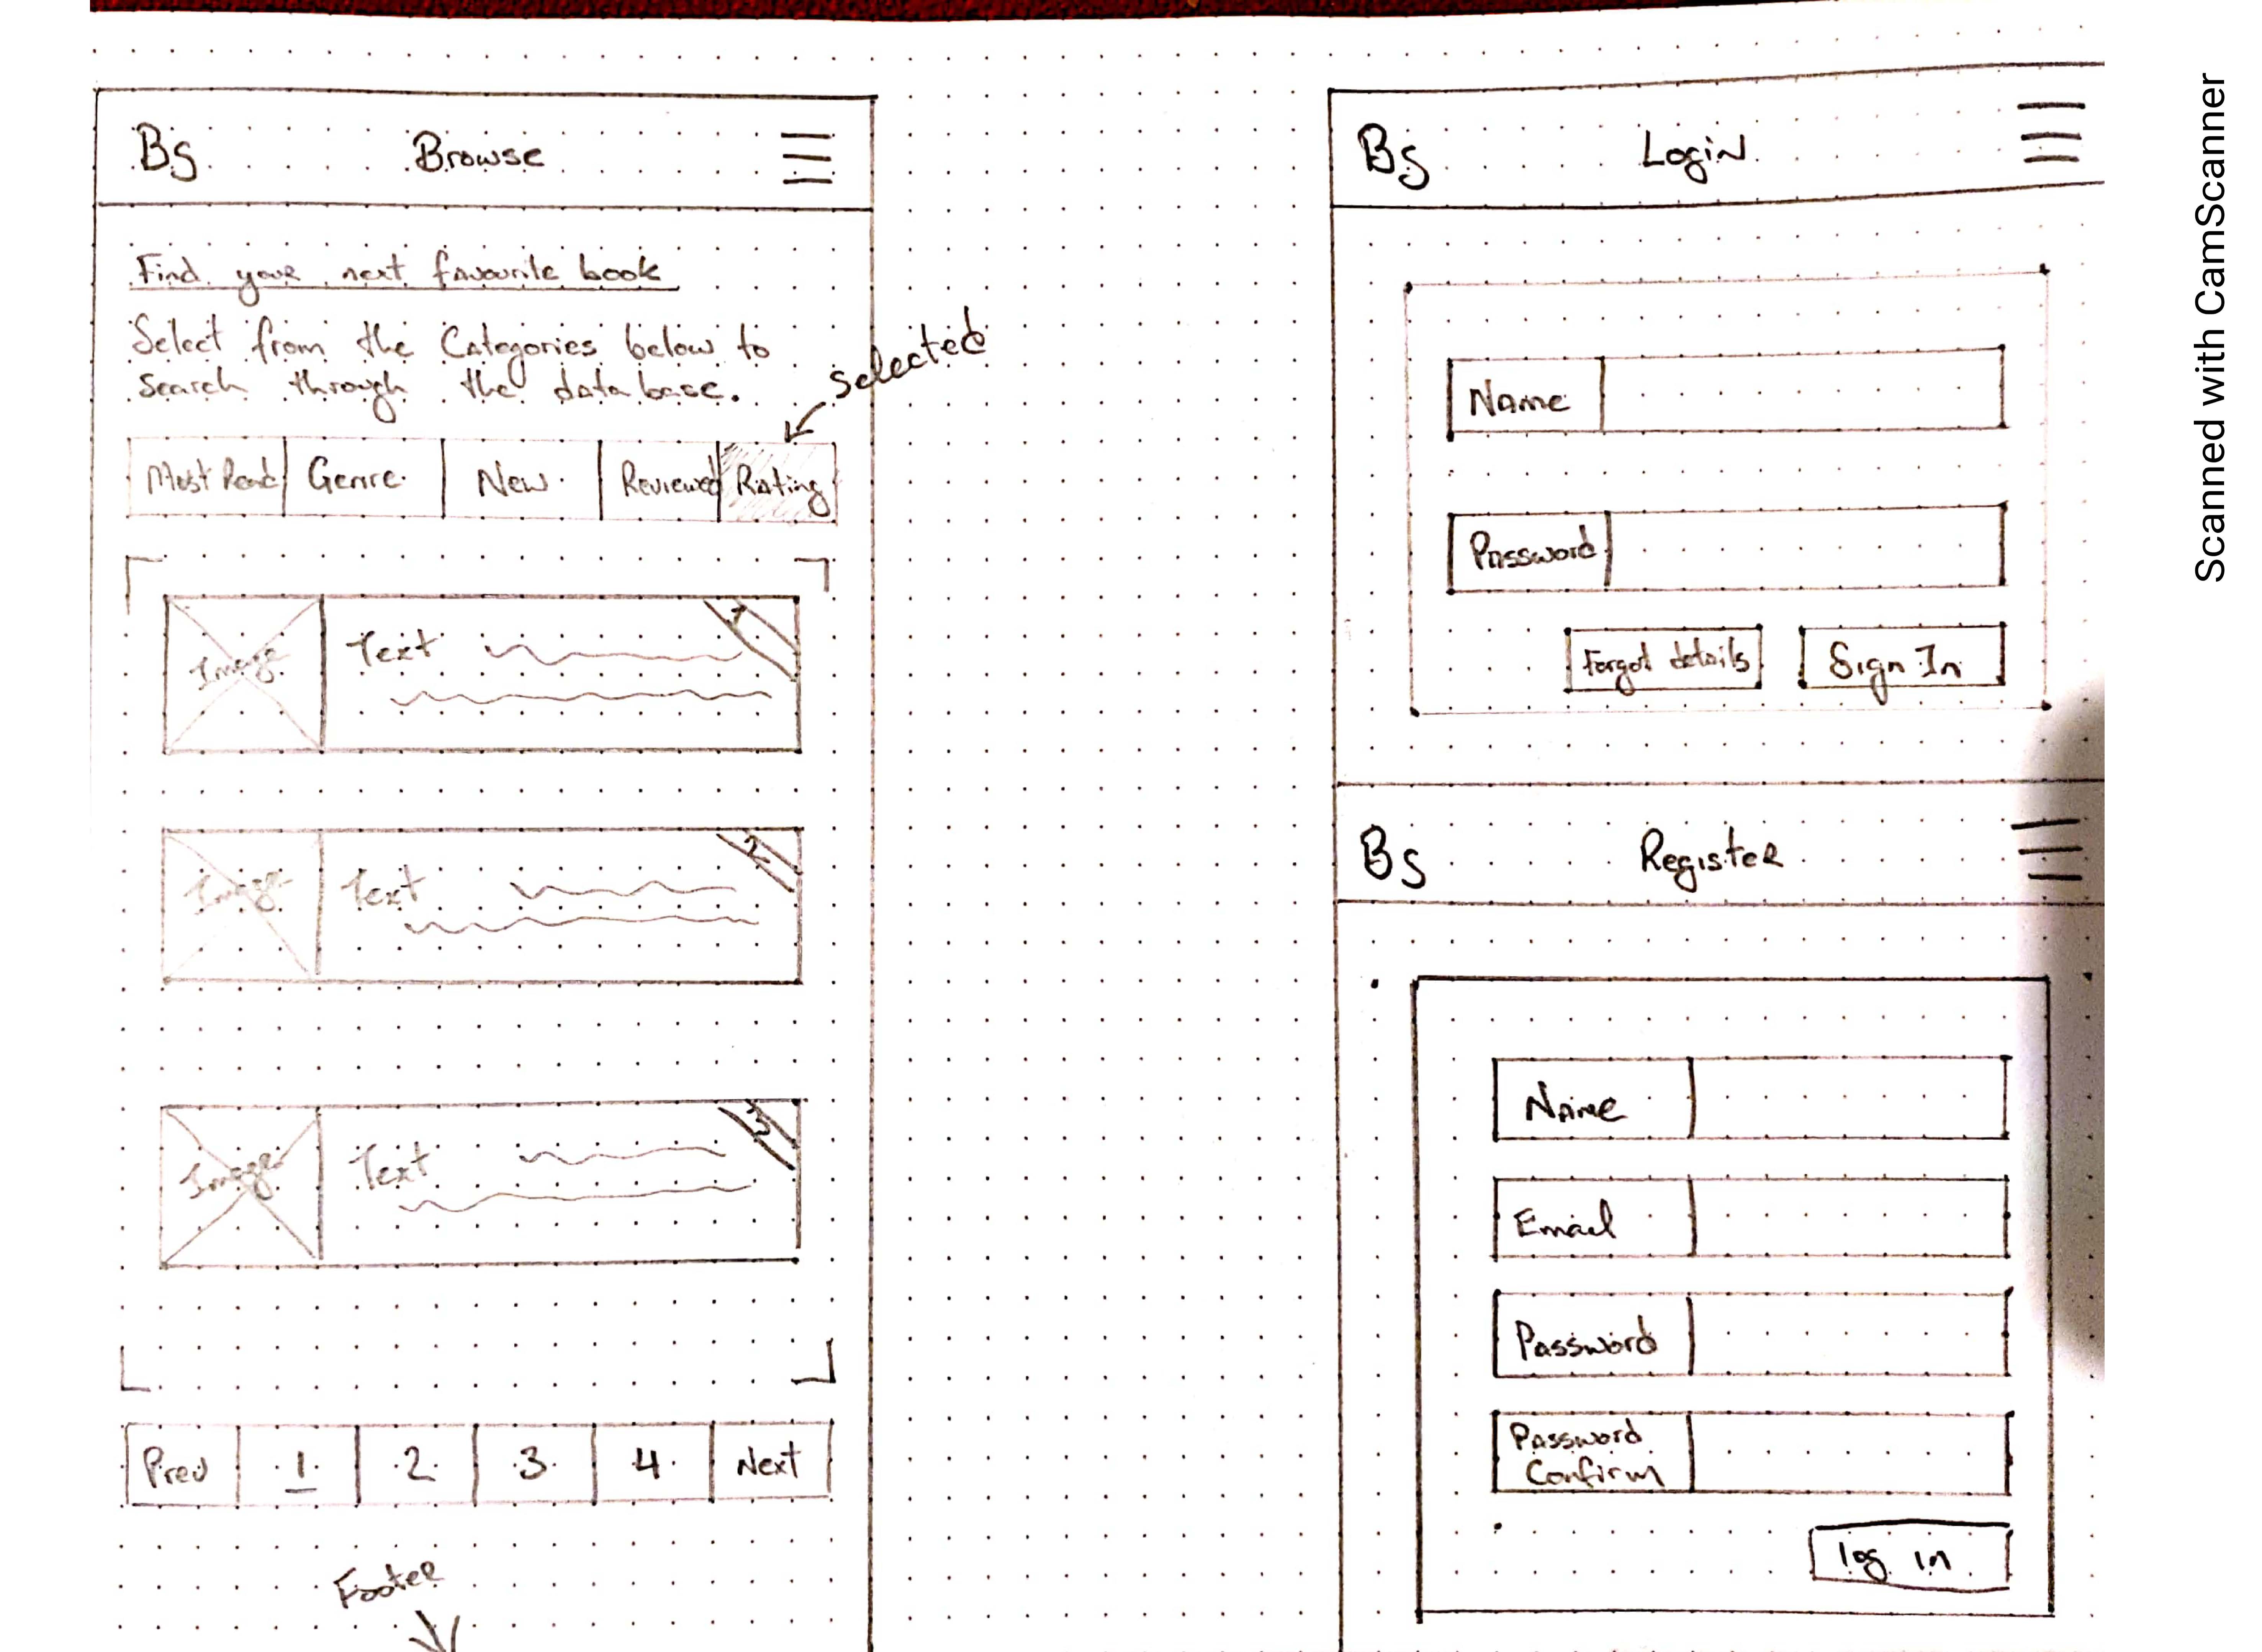 Bs Browse
Find your next favourite book
Select from the Categories below to
search through the database.
selected
Most Read Genre New Reviewed Rating
Image Text 1
Image Text 2
Image Text 3
Prev 1 2 3 4 Next
Footer
Bs Login
Name
Password
Forgot details Sign In
Bs Register
Name
Email
Password
Password
Confirm
log in
Scanned with CamScanner